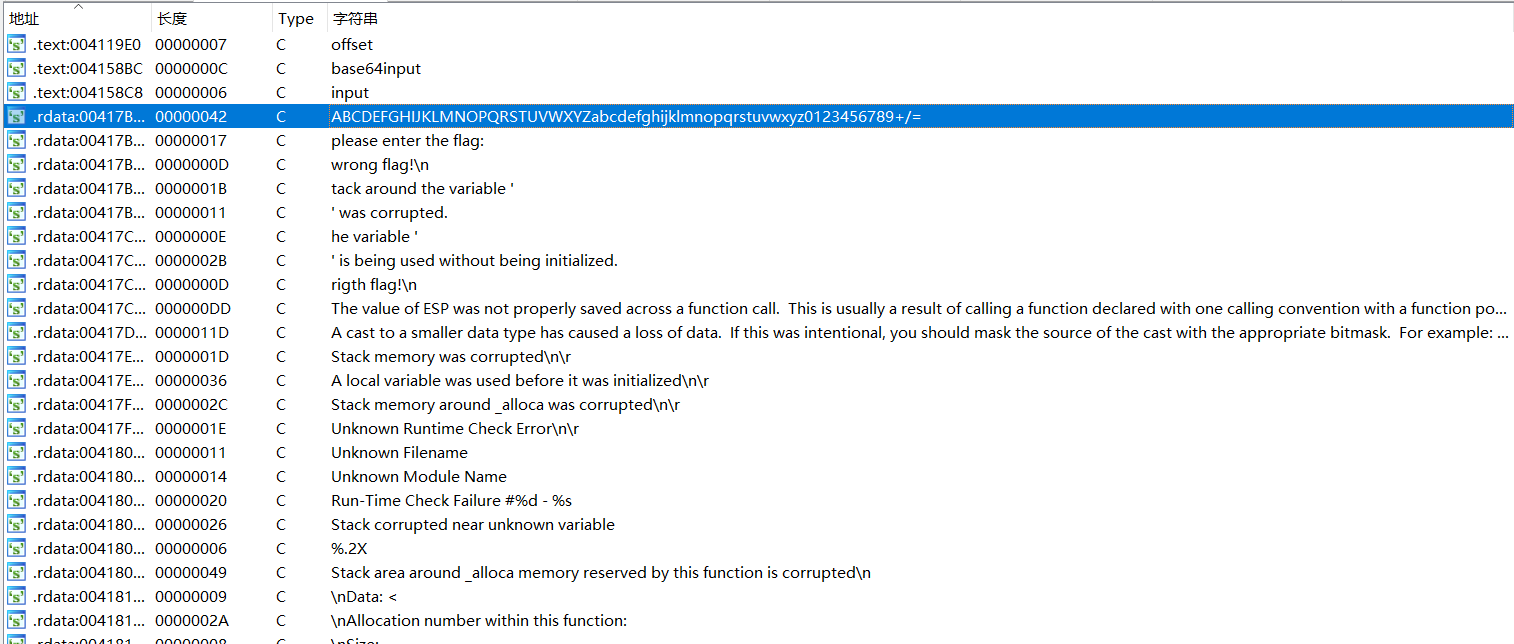 地址 长度 Type 字符串
.text:004119E0 00000007 C offset
.text:004158BC 0000000C C base64input
.text:004158C8 00000006 C input
.rdata:00417B... 00000042 C ABCDEFGHIJKLMNOPQRSTUVWXYZabcdefghijklmnopqrstuvwxyz0123456789+/=
.rdata:00417B... 00000017 C please enter the flag:
.rdata:00417B... 0000000D C wrong flag!\n
.rdata:00417B... 0000001B C tack around the variable '
.rdata:00417B... 00000011 C ' was corrupted.
.rdata:00417C... 0000000E C he variable '
.rdata:00417C... 0000002B C ' is being used without being initialized.
.rdata:00417C... 0000000D C rigth flag!\n
.rdata:00417C... 000000DD C The value of ESP was not properly saved across a function call.  This is usually a result of calling a function declared with one calling convention with a function po...
.rdata:00417D... 0000011D C A cast to a smaller data type has caused a loss of data.  If this was intentional, you should mask the source of the cast with the appropriate bitmask.  For example: ...
.rdata:00417E... 0000001D C Stack memory was corrupted\n\r
.rdata:00417E... 00000036 C A local variable was used before it was initialized\n\r
.rdata:00417F... 0000002C C Stack memory around _alloca was corrupted\n\r
.rdata:00417F... 0000001E C Unknown Runtime Check Error\n\r
.rdata:004180... 00000011 C Unknown Filename
.rdata:004180... 00000014 C Unknown Module Name
.rdata:004180... 00000020 C Run-Time Check Failure #%d - %s
.rdata:004180... 00000026 C Stack corrupted near unknown variable
.rdata:004180... 00000006 C %.2X
.rdata:004180... 00000049 C Stack area around _alloca memory reserved by this function is corrupted\n
.rdata:004181... 00000009 C \nData: <
.rdata:004181... 0000002A C \nAllocation number within this function:
.rdata:004181... 00000008 C \nSize: